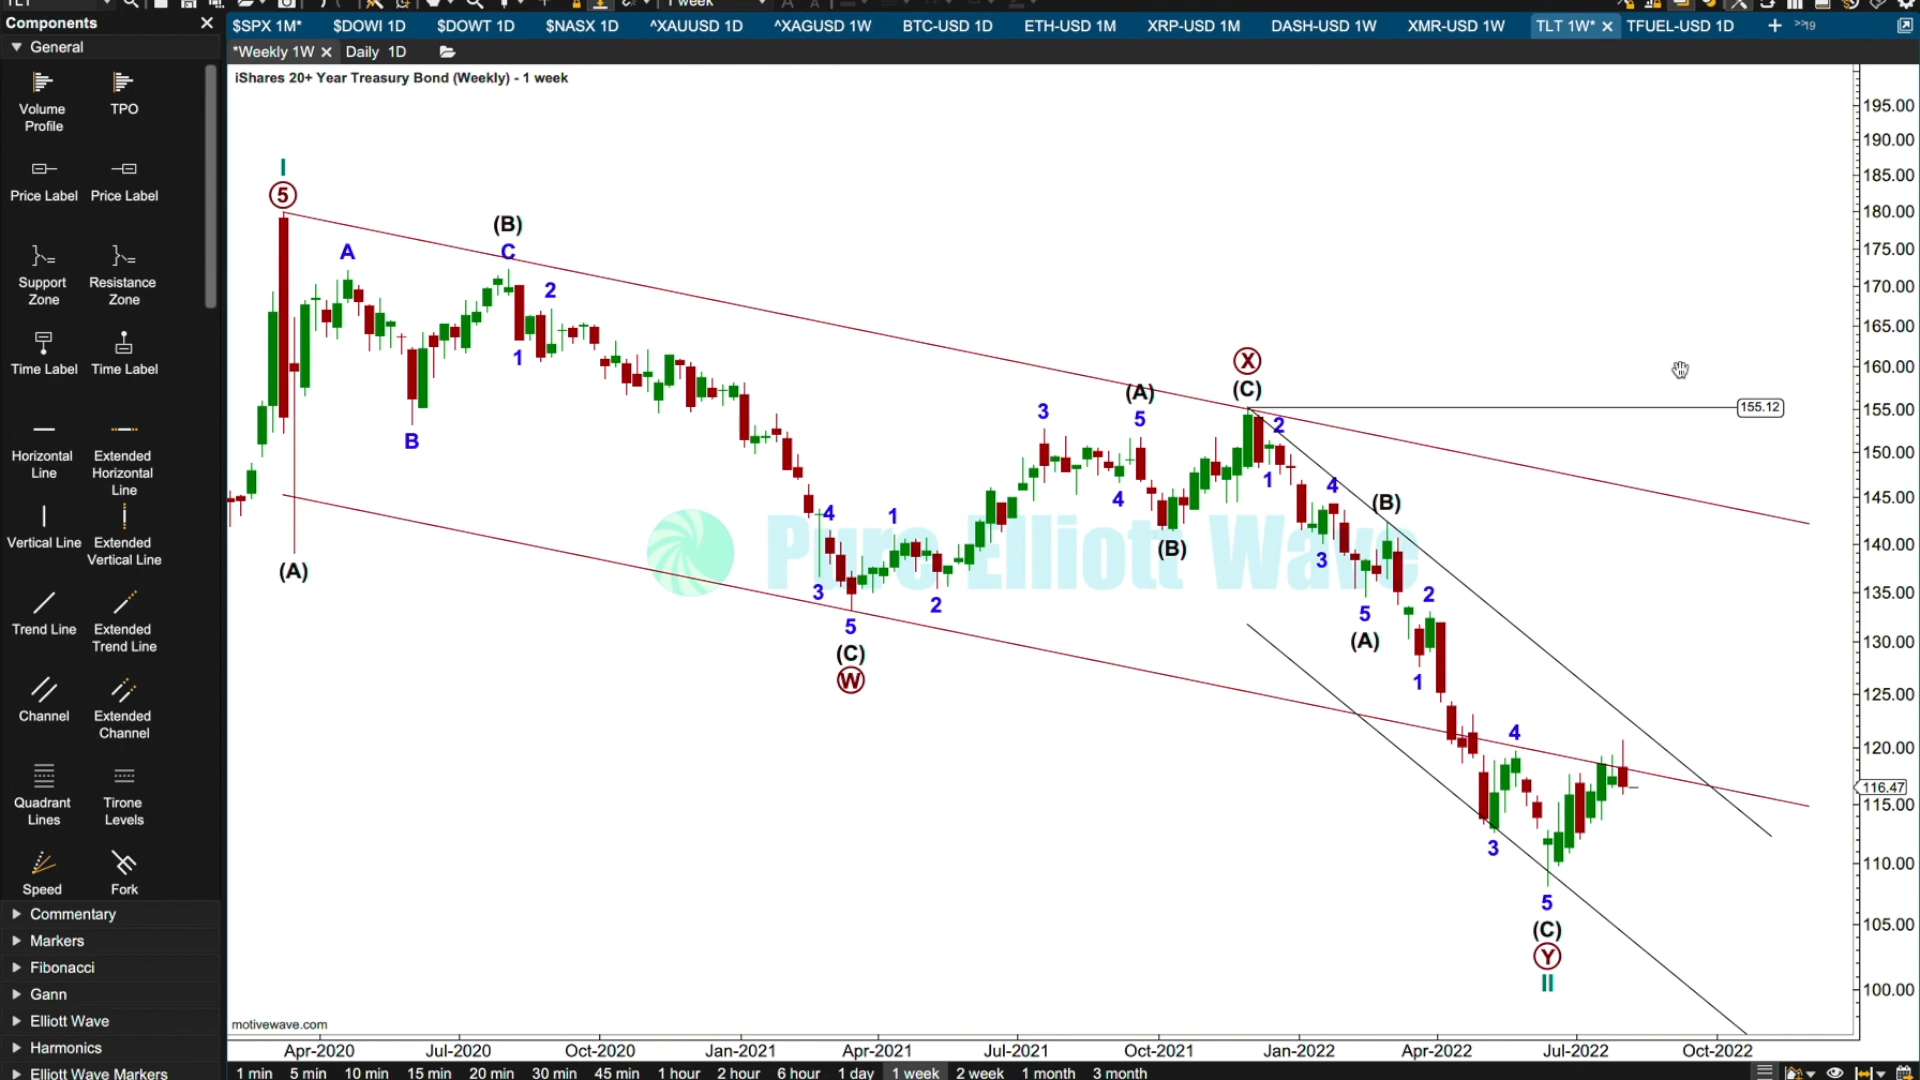 TLT
1 week
Components
$SPX 1M* $DOWI 1D $DOWT 1D $NASX 1D ^XAUUSD 1D ^XAGUSD 1W BTC-USD 1D ETH-USD 1M XRP-USD 1M DASH-USD 1W XMR-USD 1W TLT 1W* TFUEL-USD 1D + >>19
General
*Weekly 1W Daily 1D
iShares 20+ Year Treasury Bond (Weekly) - 1 week
Volume Profile TPO
Price Label Price Label
Support Zone Resistance Zone
Time Label Time Label
Horizontal Line Extended Horizontal Line
Vertical Line Extended Vertical Line
Trend Line Extended Trend Line
Channel Extended Channel
Quadrant Lines Tirone Levels
Speed Fork
Commentary
Markers
Fibonacci
Gann
Elliott Wave
Harmonics
Elliott Wave Markers
I
5
A
B
(A)
(B)
C
2
1
4
3
5
(C)
W
1
2
3
(A)
5
4
(B)
X
(C)
2
1
4
3
5
(A)
(B)
2
1
4
3
5
(C)
Y
II
Pure Elliott Wave
155.12
195.00
190.00
185.00
180.00
175.00
170.00
165.00
160.00
155.00
150.00
145.00
140.00
135.00
130.00
125.00
120.00
116.47
115.00
110.00
105.00
100.00
motivewave.com
Apr-2020 Jul-2020 Oct-2020 Jan-2021 Apr-2021 Jul-2021 Oct-2021 Jan-2022 Apr-2022 Jul-2022 Oct-2022
1 min 5 min 10 min 15 min 20 min 30 min 45 min 1 hour 2 hour 6 hour 1 day 1 week 2 week 1 month 3 month